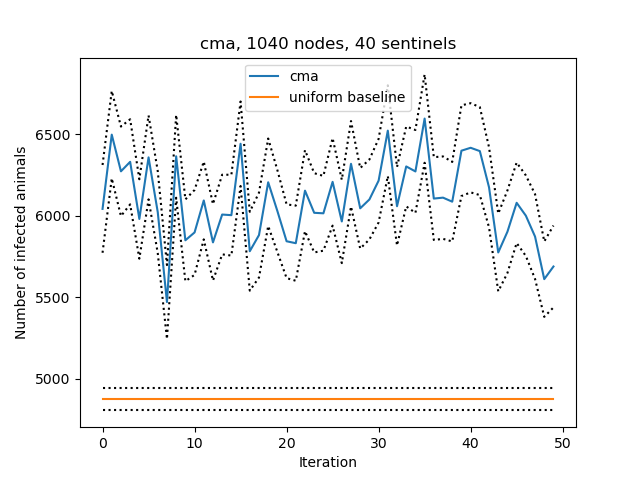 cma, 1040 nodes, 40 sentinels
cma
uniform baseline
Number of infected animals
6500
6000
5500
5000
0 10 20 30 40 50
Iteration